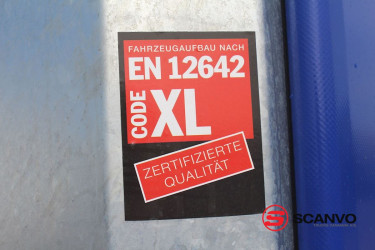 FAHRZEUGAUFBAU NACH
EN 12642
CODE XL
ZERTIFIZIERTE
QUALITÄT
SCANVO